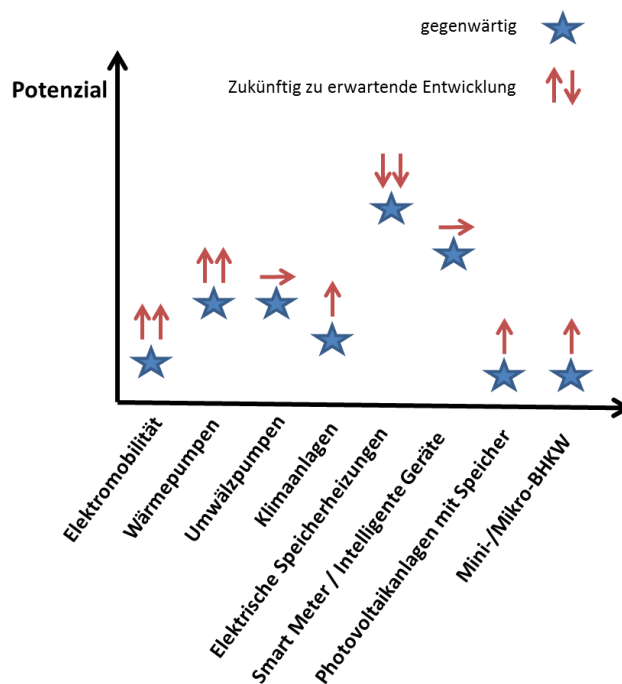 gegenwärtig
Potenzial
Zukünftig zu erwartende Entwicklung
Elektromobilität
Wärmepumpen
Umwälzpumpen
Klimaanlagen
Elektrische Speicherheizungen
Smart Meter / Intelligente Geräte
Photovoltaikanlagen mit Speicher
Mini-/Mikro-BHKW